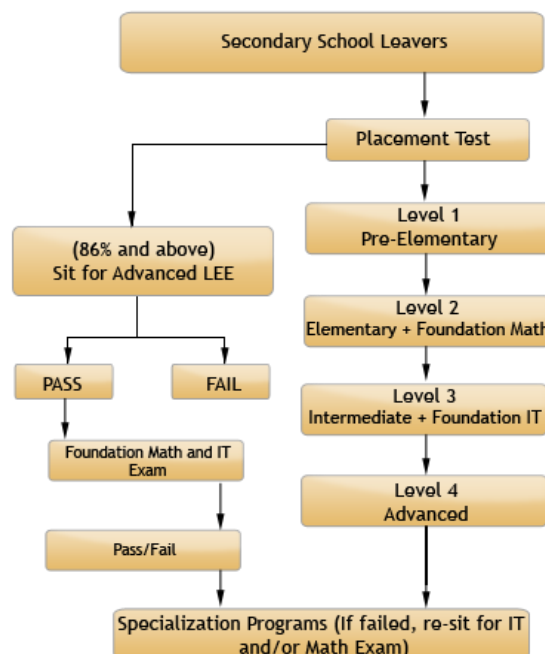 Secondary School Leavers
Placement Test
(86% and above)
Sit for Advanced LEE
PASS
FAIL
Foundation Math and IT
Exam
Pass/Fail
Level 1
Pre-Elementary
Level 2
Elementary + Foundation Math
Level 3
Intermediate + Foundation IT
Level 4
Advanced
Specialization Programs (If failed, re-sit for IT
and/or Math Exam)